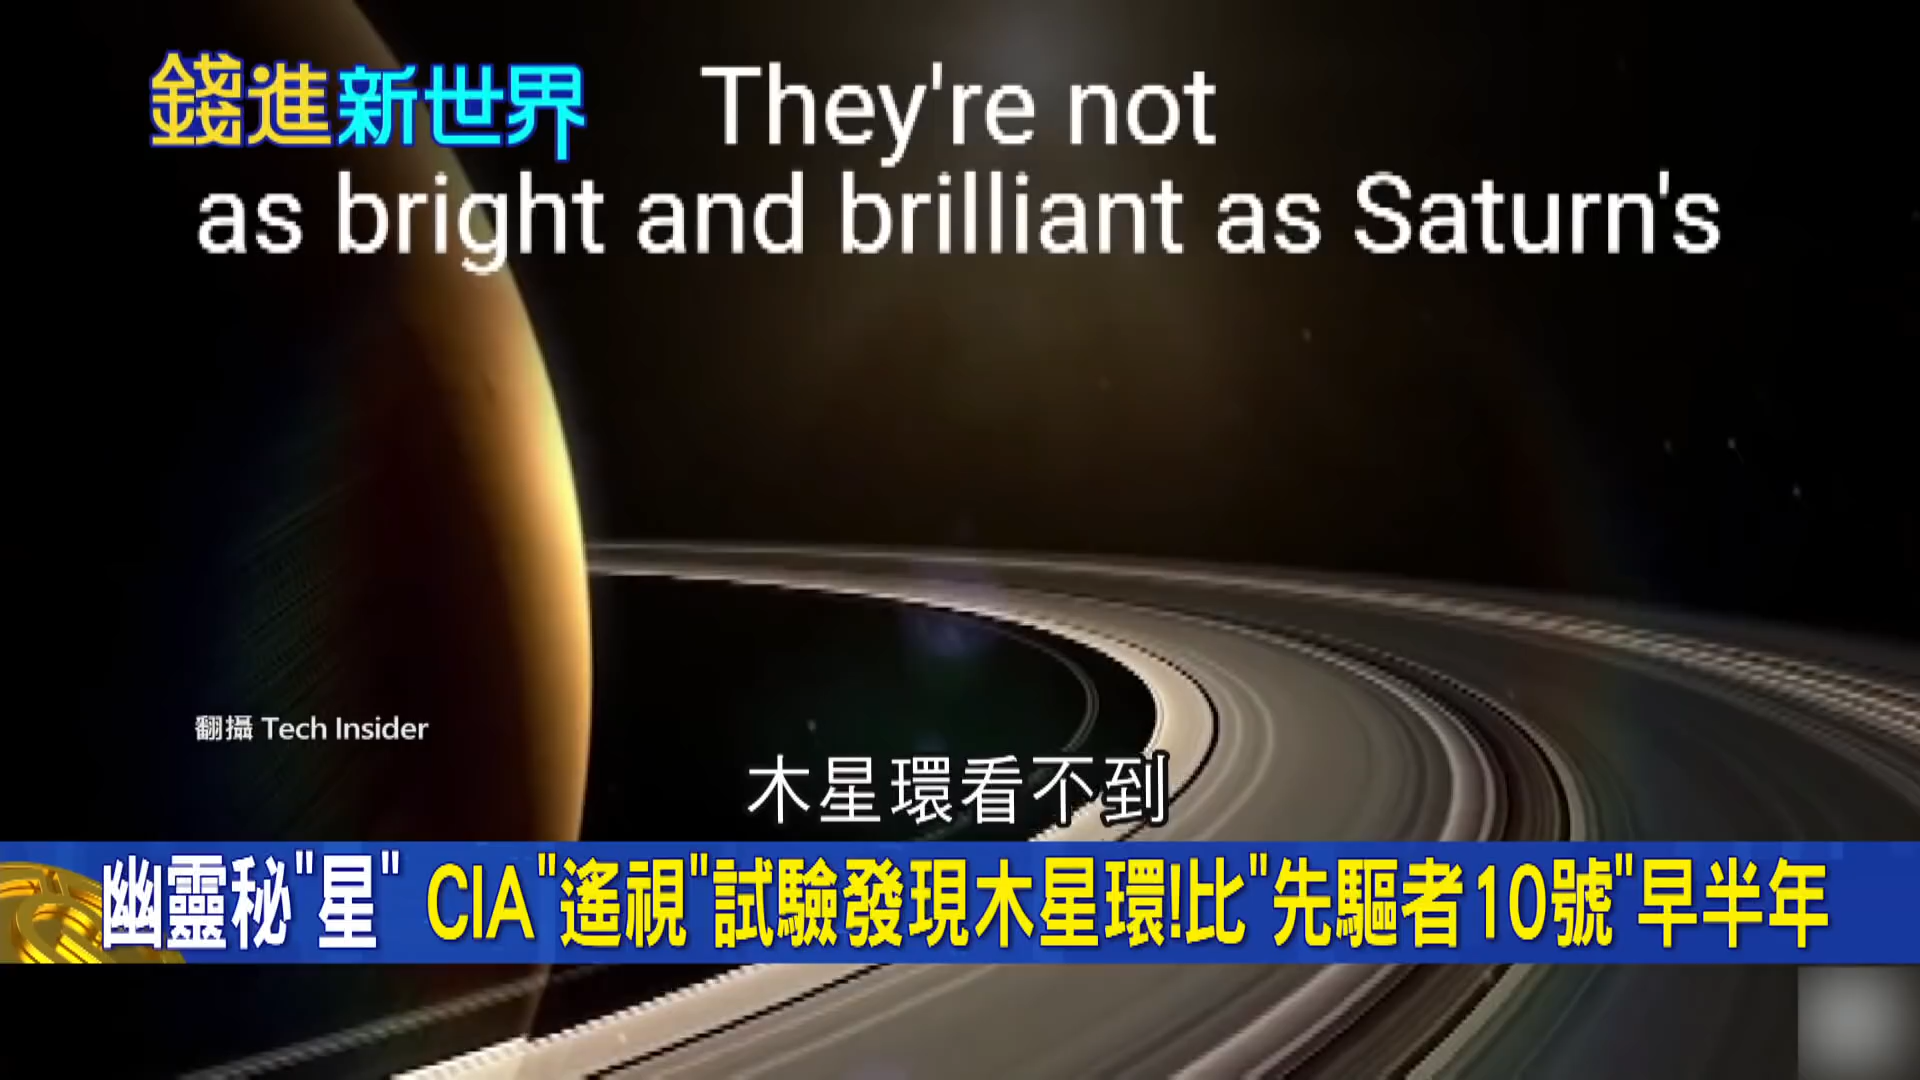 錢進新世界
They're not
as bright and brilliant as Saturn's
翻攝 Tech Insider
木星環看不到
幽靈秘"星" CIA"遙視"試驗發現木星環!比"先驅者10號"早半年